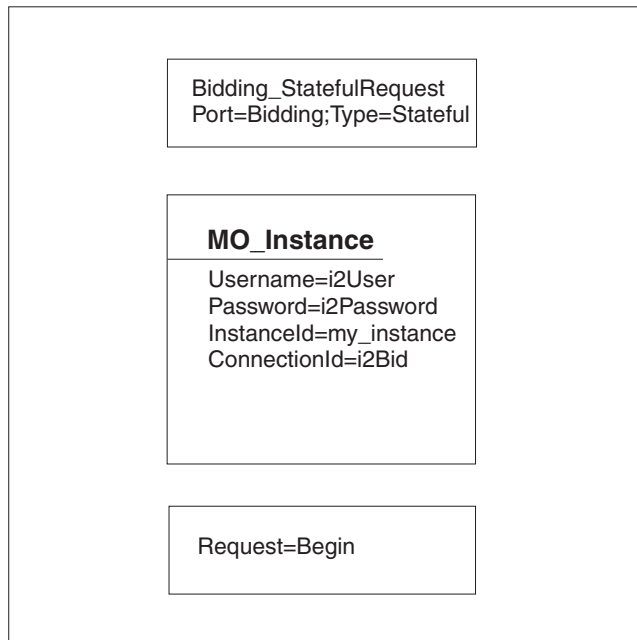 Bidding_StatefulRequest
Port=Bidding;Type=Stateful
MO_Instance
Username=i2User
Password=i2Password
InstanceId=my_instance
ConnectionId=i2Bid
Request=Begin